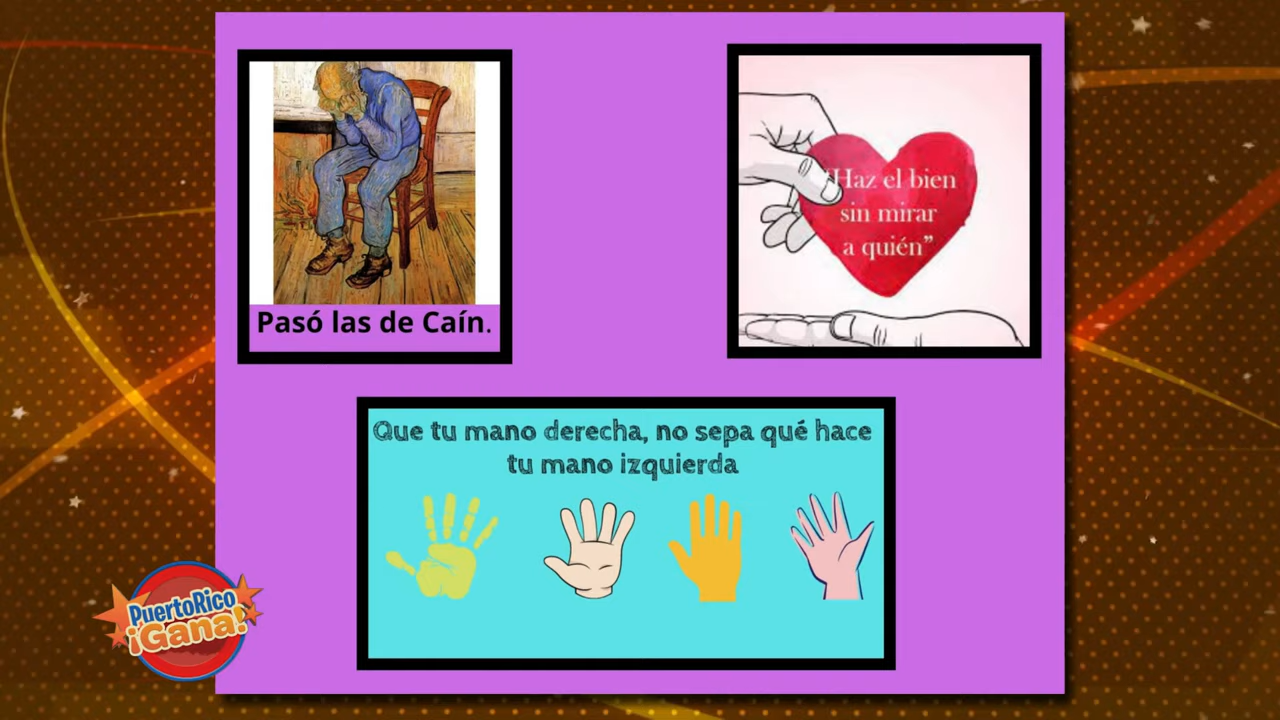 Pasó las de Caín.
"Haz el bien
sin mirar
a quién"
Que tu mano derecha, no sepa qué hace
tu mano izquierda
PuertoRico
¡Gana!